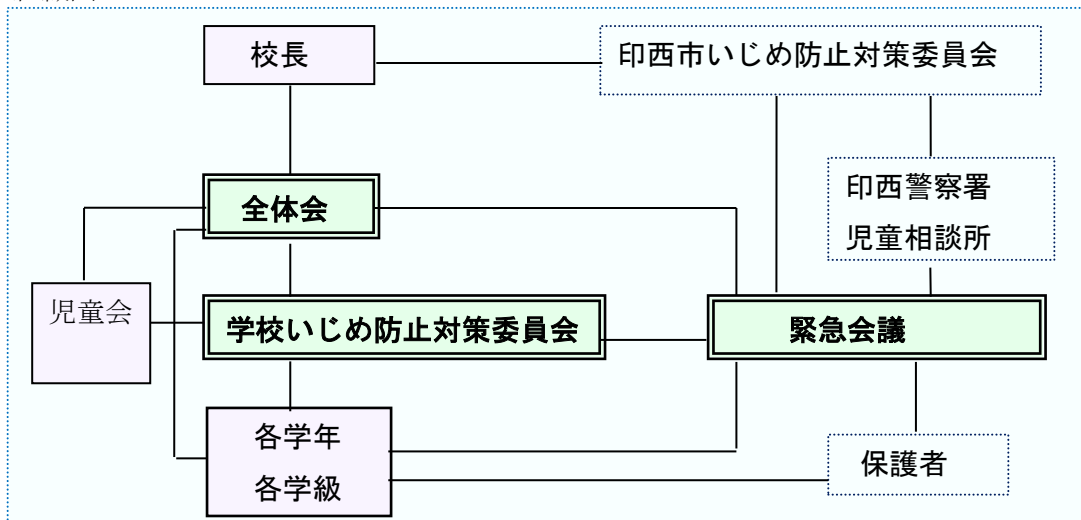 校長
印西市いじめ防止対策委員会
全体会
印西警察署
児童相談所
児童会
学校いじめ防止対策委員会
緊急会議
各学年
各学級
保護者